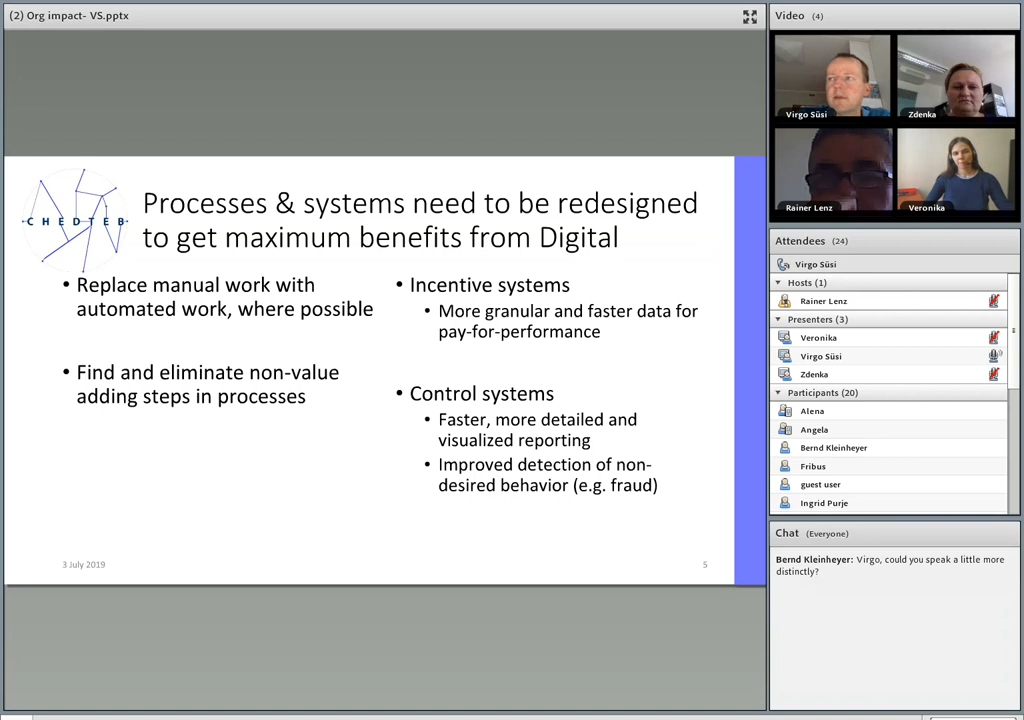 (2) Org impact- VS.pptx
CHEDTEB
Processes & systems need to be redesigned
to get maximum benefits from Digital
• Replace manual work with
automated work, where possible
• Find and eliminate non-value
adding steps in processes
• Incentive systems
• More granular and faster data for
pay-for-performance
• Control systems
• Faster, more detailed and
visualized reporting
• Improved detection of non-
desired behavior (e.g. fraud)
3 July 2019
5
Video (4)
Virgo Süsi
Zdenka
Rainer Lenz
Veronika
Attendees (24)
Virgo Süsi
Hosts (1)
Rainer Lenz
Presenters (3)
Veronika
Virgo Süsi
Zdenka
Participants (20)
Alena
Angela
Bernd Kleinheyer
Fribus
guest user
Ingrid Purje
Chat (Everyone)
Bernd Kleinheyer: Virgo, could you speak a little more
distinctly?